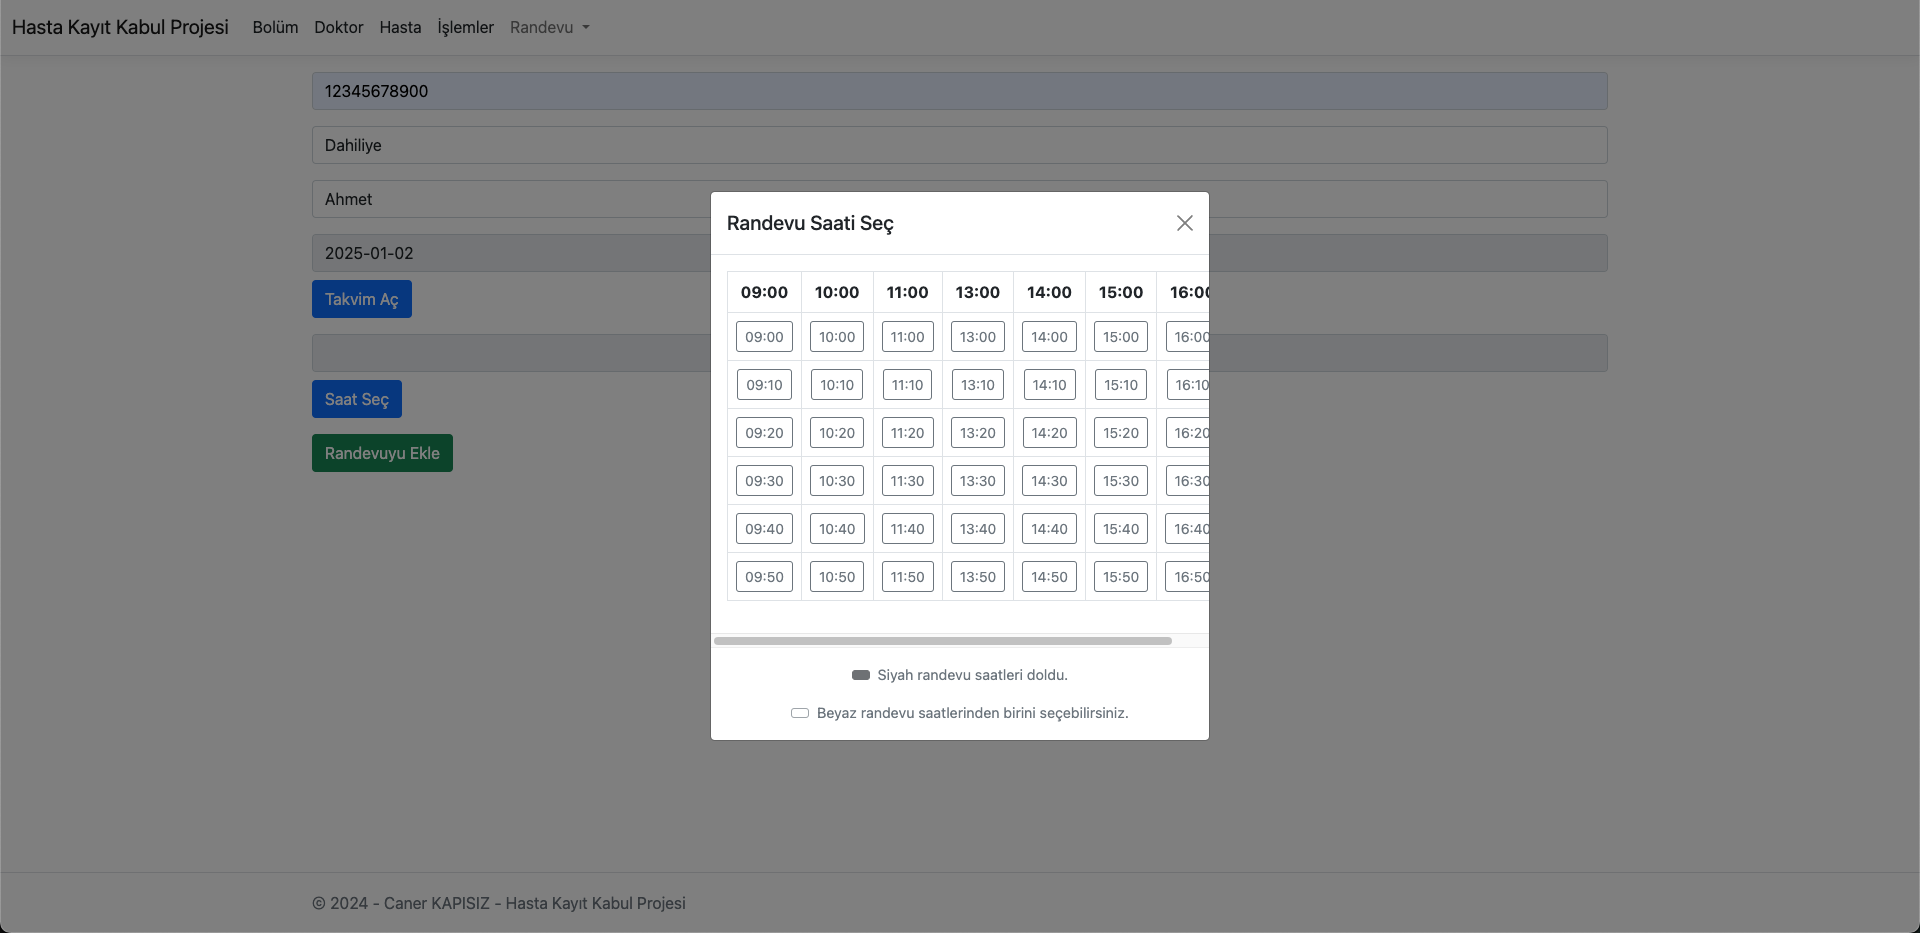 Hasta Kayıt Kabul Projesi Bolüm Doktor Hasta İşlemler Randevu
12345678900
Dahiliye
Ahmet
2025-01-02
Takvim Aç
Saat Seç
Randevuyu Ekle
Randevu Saati Seç
09:00 10:00 11:00 13:00 14:00 15:00 16:00
09:00 10:00 11:00 13:00 14:00 15:00 16:00
09:10 10:10 11:10 13:10 14:10 15:10 16:10
09:20 10:20 11:20 13:20 14:20 15:20 16:20
09:30 10:30 11:30 13:30 14:30 15:30 16:30
09:40 10:40 11:40 13:40 14:40 15:40 16:40
09:50 10:50 11:50 13:50 14:50 15:50 16:50
Siyah randevu saatleri doldu.
Beyaz randevu saatlerinden birini seçebilirsiniz.
© 2024 - Caner KAPISIZ - Hasta Kayıt Kabul Projesi